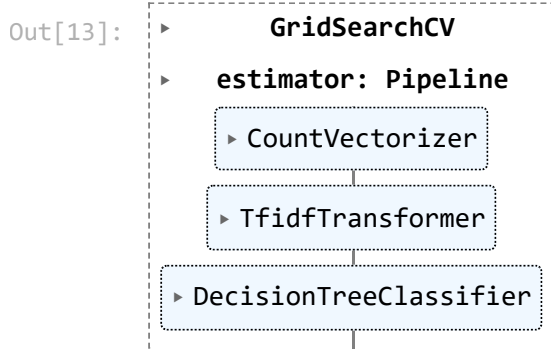 Out[13]:
GridSearchCV
estimator: Pipeline
CountVectorizer
TfidfTransformer
DecisionTreeClassifier